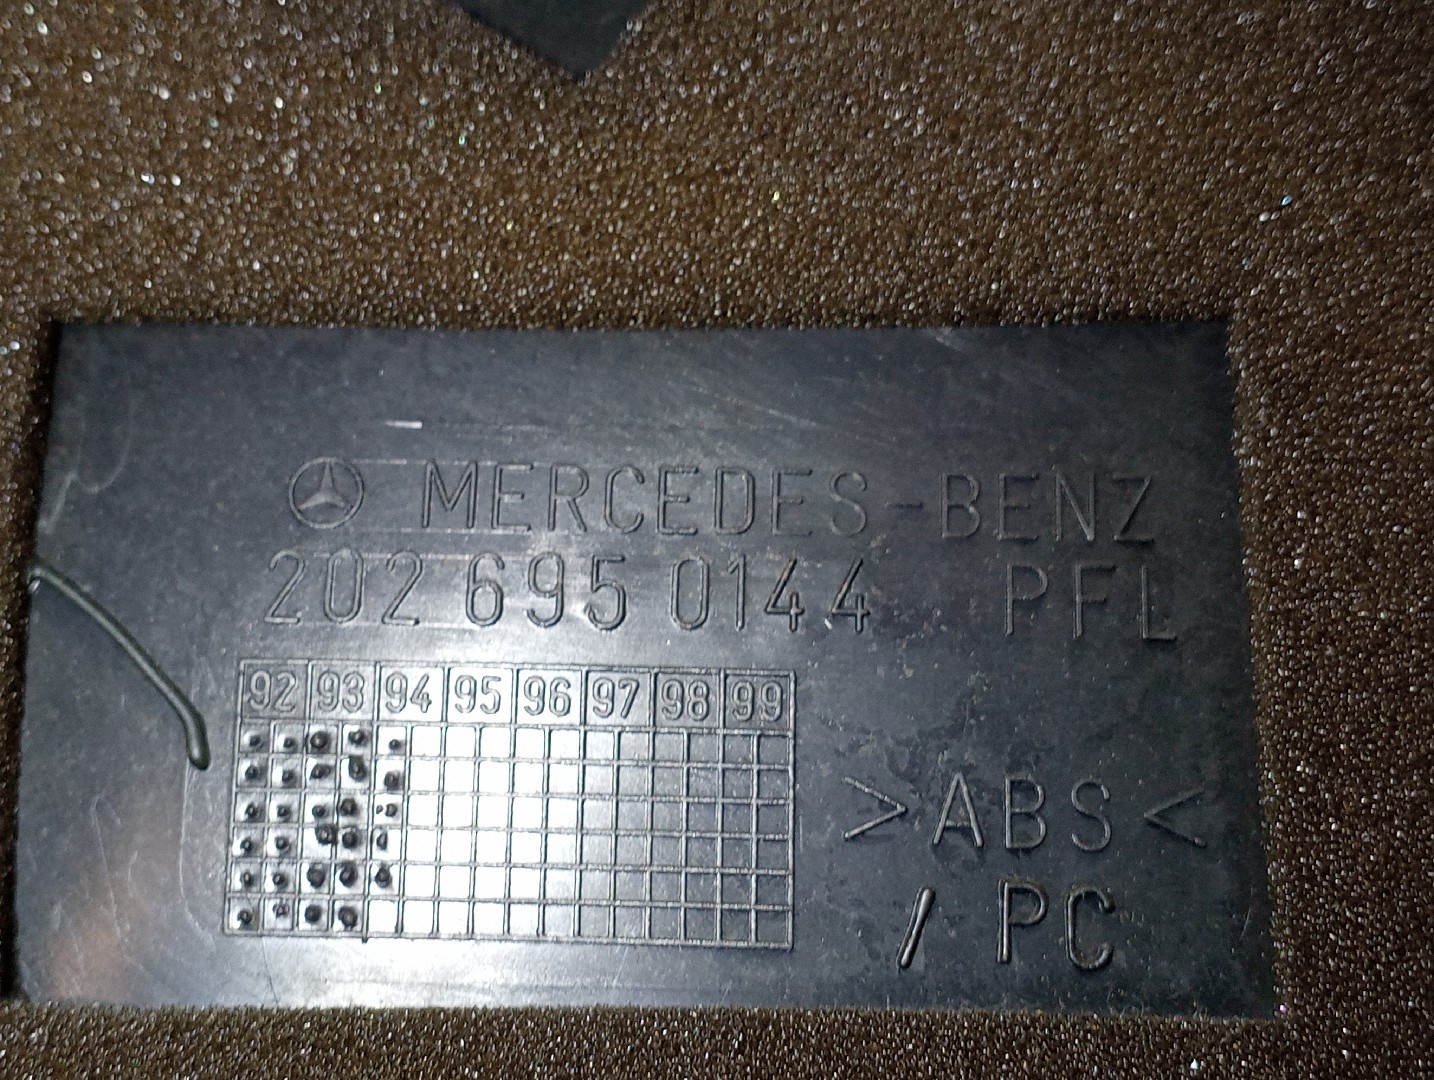 MERCEDES-BENZ
202 695 0144 PFL
92 93 94 95 96 97 98 99
>ABS<
/ PC